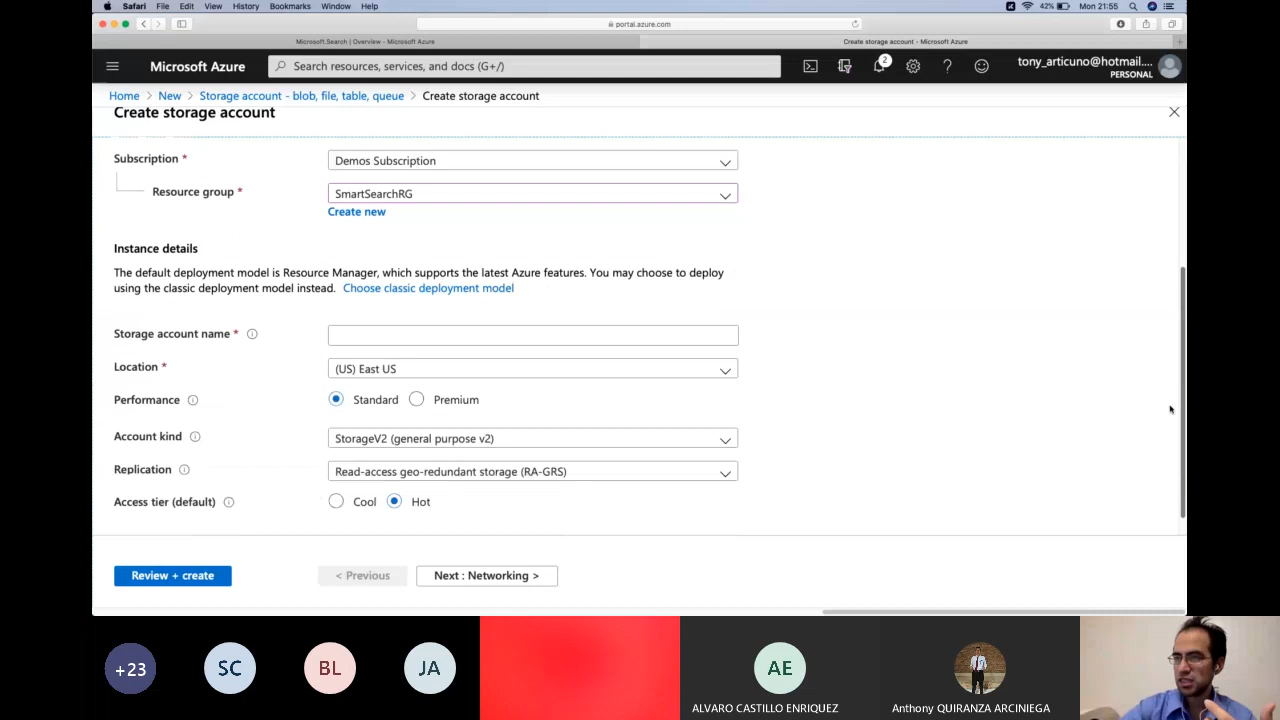 Safari File Edit View History Bookmarks Window Help 42% Mon 21:55
portal.azure.com
Microsoft.Search | Overview - Microsoft Azure Create storage account - Microsoft Azure
Microsoft Azure Search resources, services, and docs (G+/) 2 tony_articuno@hotmail....
PERSONAL
Home > New > Storage account - blob, file, table, queue > Create storage account
Create storage account
Subscription * Demos Subscription
Resource group * SmartSearchRG
Create new
Instance details
The default deployment model is Resource Manager, which supports the latest Azure features. You may choose to deploy
using the classic deployment model instead. Choose classic deployment model
Storage account name *
Location * (US) East US
Performance Standard Premium
Account kind StorageV2 (general purpose v2)
Replication Read-access geo-redundant storage (RA-GRS)
Access tier (default) Cool Hot
Review + create < Previous Next : Networking >
+23 SC BL JA AE
ALVARO CASTILLO ENRIQUEZ Anthony QUIRANZA ARCINIEGA